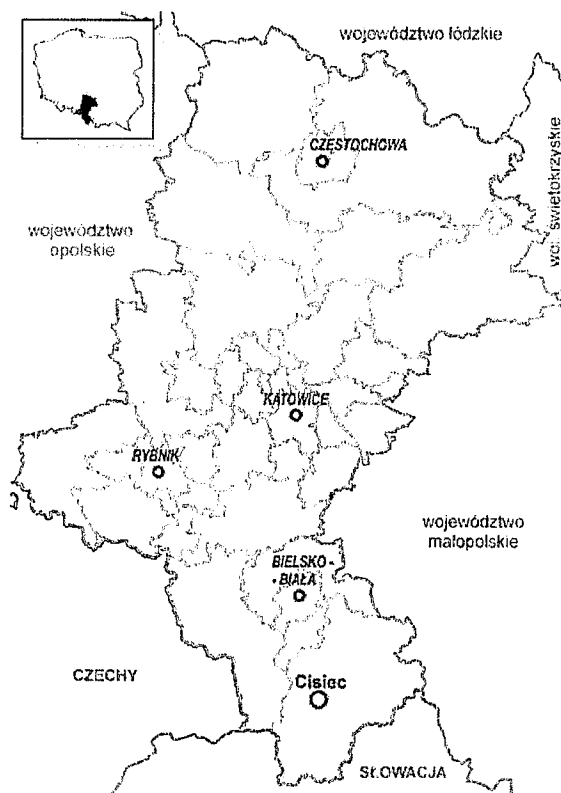 województwo łódzkie
CZĘSTOCHOWA
woj. świętokrzyskie
województwo
opolskie
KATOWICE
RYBNIK
województwo
małopolskie
BIELSKO -
- BIAŁA
CZECHY
Cisiec
SŁOWACJA